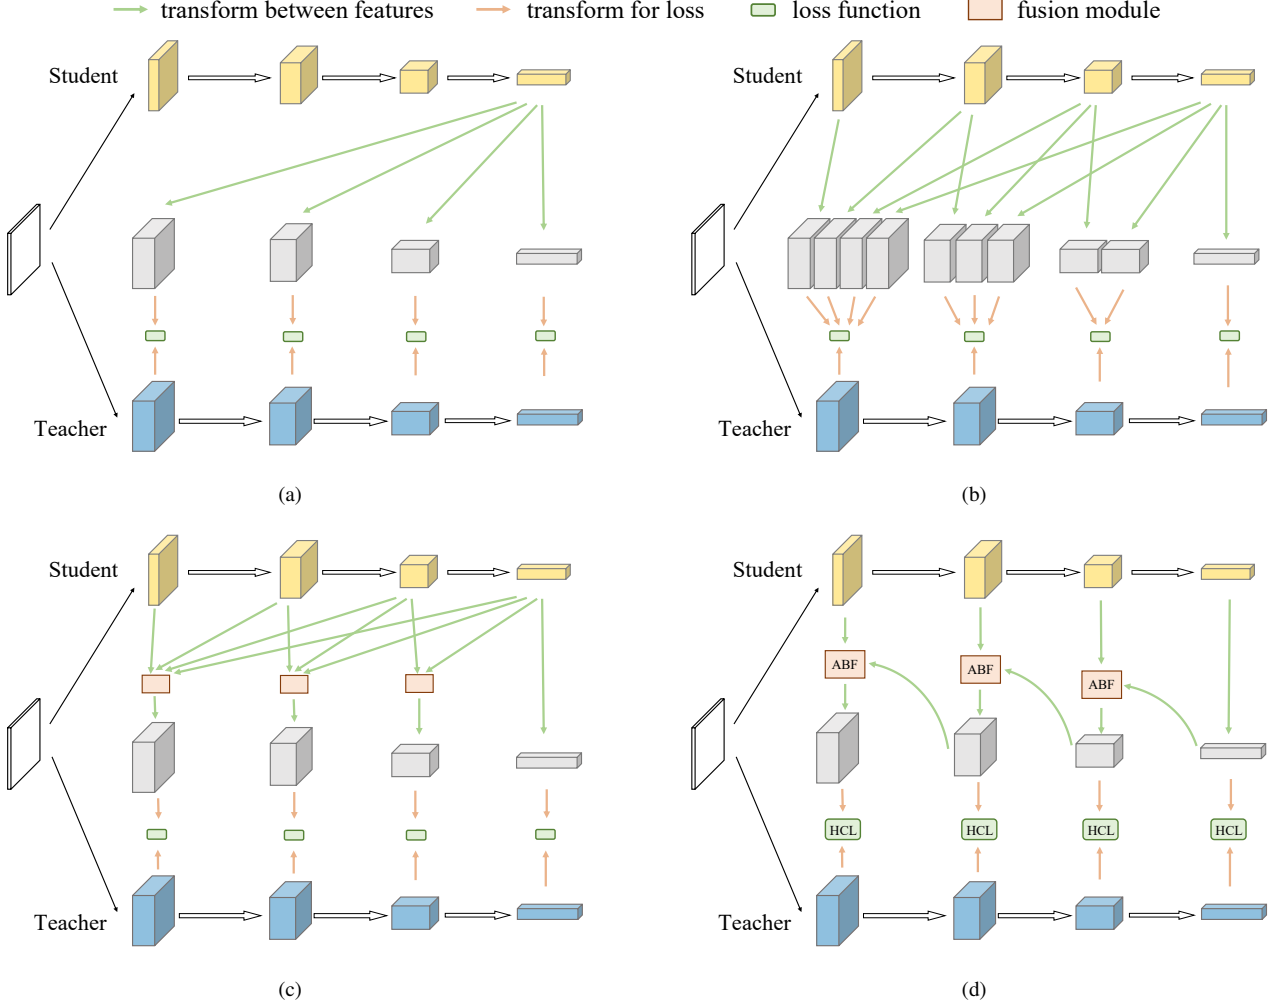 transform between features transform for loss loss function fusion module
Student Student
Teacher Teacher
(a) (b)
Student Student
ABF ABF ABF
HCL HCL HCL HCL
Teacher Teacher
(c) (d)